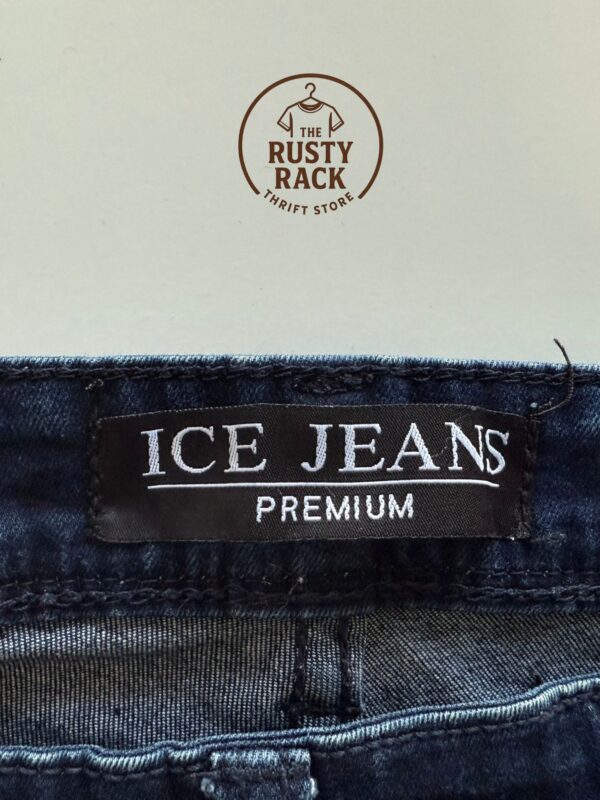 THE
RUSTY
RACK
THRIFT STORE
ICE JEANS
PREMIUM